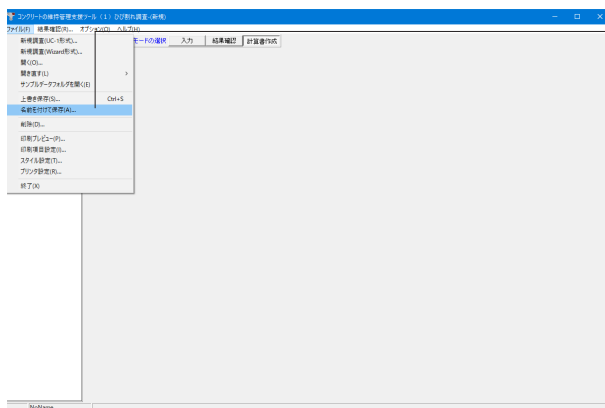 コンクリートの維持管理支援ツール（1）ひび割れ調査-(新規)
ファイル(F) 結果確認(R)... オプション(O) ヘルプ(H)
モードの選択 入力 結果確認 計算書作成
新規調査(UC-1形式)...
新規調査(Wizard形式)...
開く(O)...
開き直す(L)
サンプルデータフォルダを開く(E)
上書き保存(S)... Ctrl+S
名前を付けて保存(A)...
削除(D)...
印刷プレビュー(P)...
印刷項目設定(I)...
スタイル設定(T)...
プリンタ設定(R)...
終了(X)
NoName